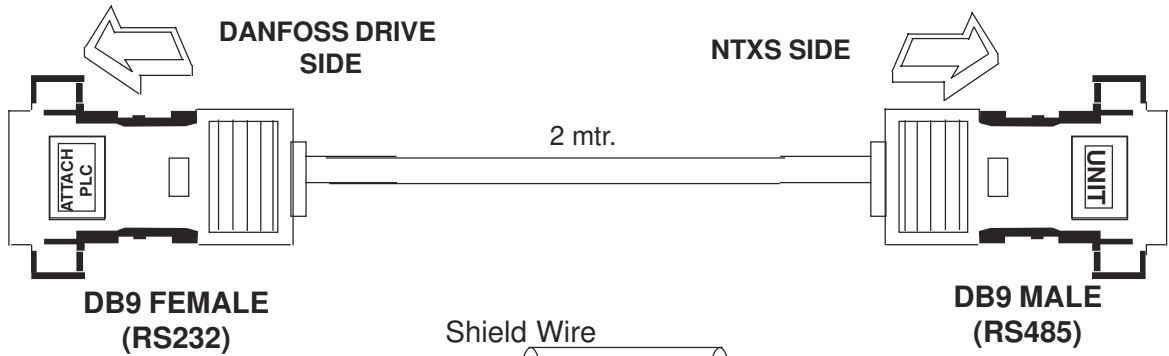 DANFOSS DRIVE
SIDE
NTXS SIDE
2 mtr.
ATTACH
PLC
UNIT
DB9 FEMALE
(RS232)
DB9 MALE
(RS485)
Shield Wire